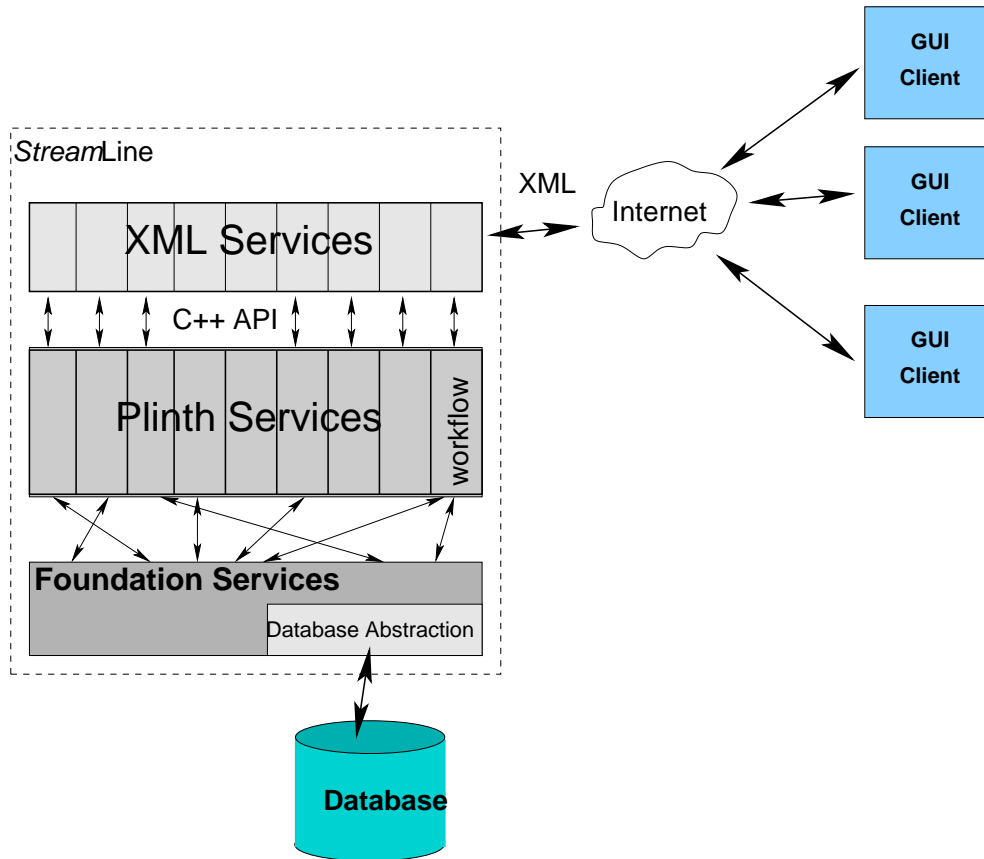 GUI
Client
StreamLine
XML
GUI
Client
Internet
XML Services
C++ API
GUI
Client
Plinth Services
workflow
Foundation Services
Database Abstraction
Database